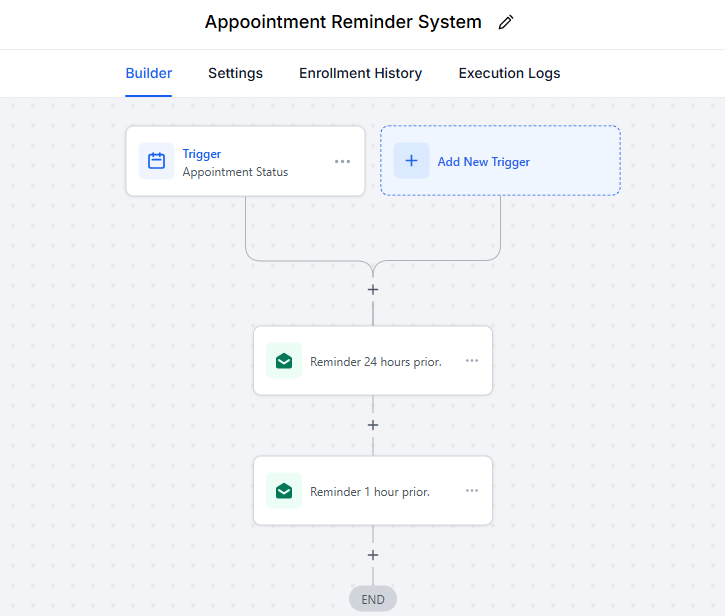 Appoointment Reminder System
Builder
Settings
Enrollment History
Execution Logs
Trigger
Appointment Status
Add New Trigger
Reminder 24 hours prior.
Reminder 1 hour prior.
END